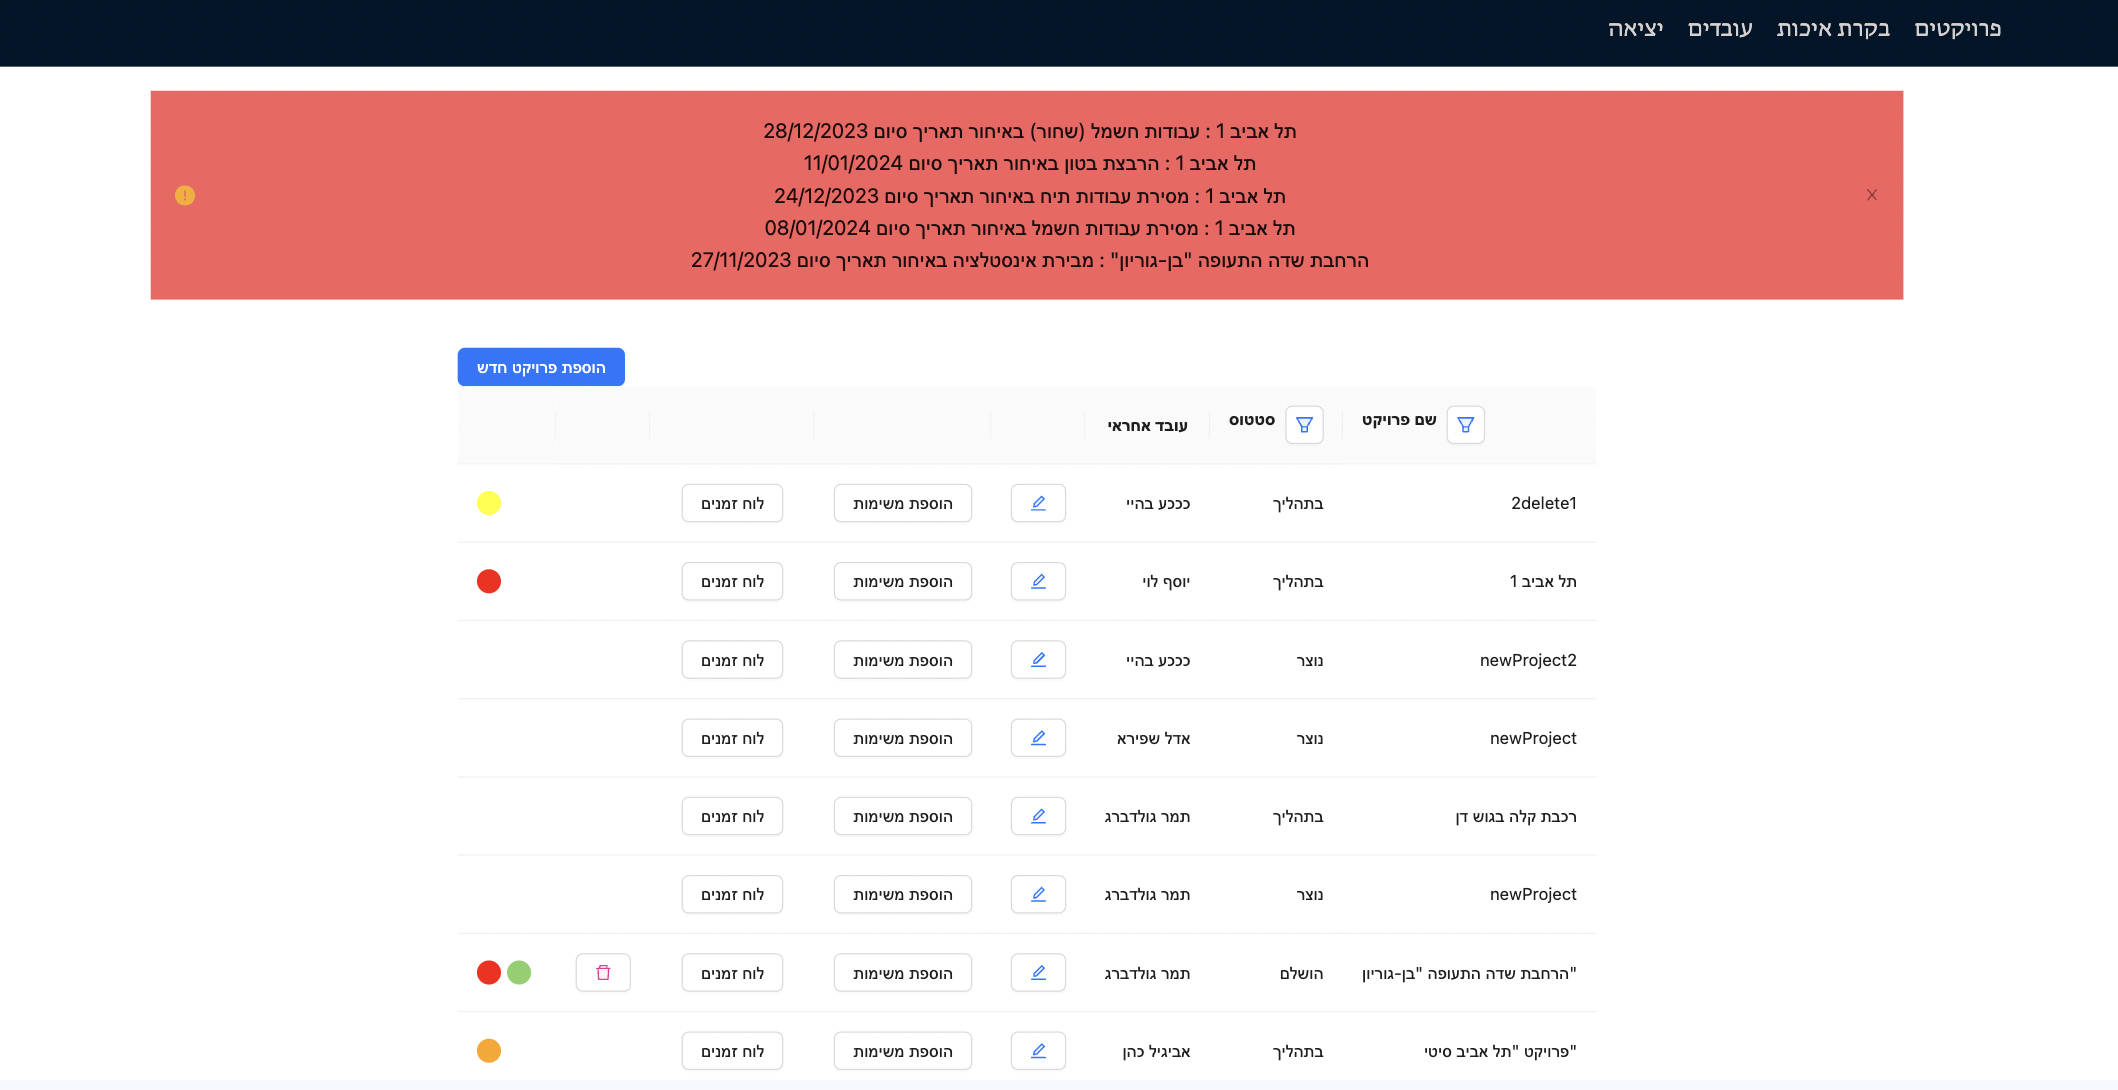 פרויקטים בקרת איכות עובדים יציאה
תל אביב 1 : עבודות חשמל (שחור) באיחור תאריך סיום 28/12/2023
תל אביב 1 : הרבצת בטון באיחור תאריך סיום 11/01/2024
תל אביב 1 : מסירת עבודות תיח באיחור תאריך סיום 24/12/2023
תל אביב 1 : מסירת עבודות חשמל באיחור תאריך סיום 08/01/2024
הרחבת שדה התעופה "בן-גוריון" : מבירת אינסטלציה באיחור תאריך סיום 27/11/2023
הוספת פרויקט חדש
שם פרויקט סטטוס עובד אחראי
2delete1 בתהליך כככע בהיי הוספת משימות לוח זמנים
תל אביב 1 בתהליך יוסף לוי הוספת משימות לוח זמנים
newProject2 נוצר כככע בהיי הוספת משימות לוח זמנים
newProject נוצר אדל שפירא הוספת משימות לוח זמנים
רכבת קלה בגוש דן בתהליך תמר גולדברג הוספת משימות לוח זמנים
newProject נוצר תמר גולדברג הוספת משימות לוח זמנים
"הרחבת שדה התעופה "בן-גוריון הושלם תמר גולדברג הוספת משימות לוח זמנים
"פרויקט "תל אביב סיטי בתהליך אביגיל כהן הוספת משימות לוח זמנים